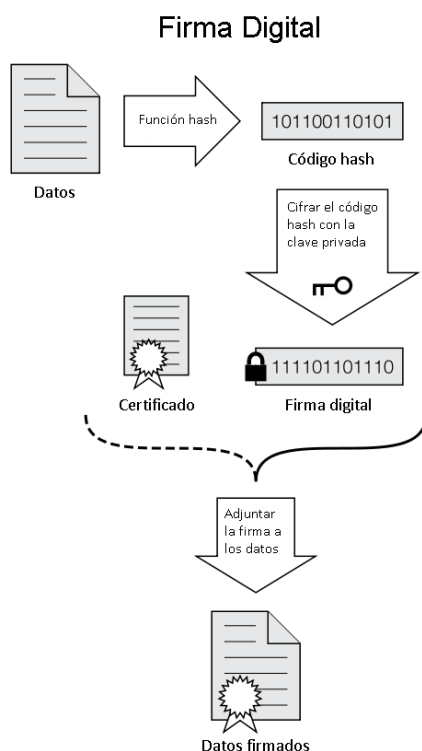 Firma Digital
Función hash
101100110101
Datos
Código hash
Cifrar el código
hash con la
clave privada
111101101110
Certificado
Firma digital
Adjuntar
la firma a
los datos
Datos firmados